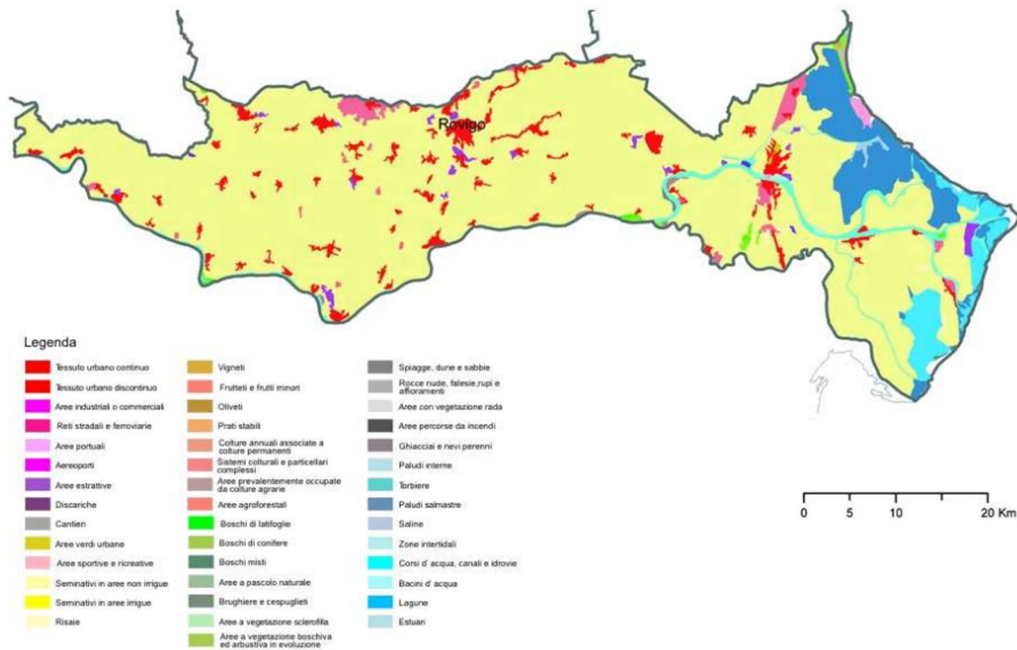 Rovigo
Legenda
Tessuto urbano continuo
Tessuto urbano discontinuo
Aree industriali o commerciali
Reti stradali e ferroviarie
Aree portuali
Aereoporti
Aree estrattive
Discariche
Cantieri
Aree verdi urbane
Aree sportive e ricreative
Seminativi in aree non irrigue
Seminativi in aree irrigue
Risaie
Vigneti
Frutteti e frutti minori
Oliveti
Prati stabili
Colture annuali associate a
colture permanenti
Sistemi colturali e particellari
complessi
Aree prevalentemente occupate
da colture agrarie
Aree agroforestali
Boschi di latifoglie
Boschi di conifere
Boschi misti
Aree a pascolo naturale
Brughiere e cespuglieti
Aree a vegetazione sclerofilla
Aree a vegetazione boschiva
ed arbustiva in evoluzione
Spiagge, dune e sabbie
Rocce nude, falesie,rupi e
affioramenti
Aree con vegetazione rada
Aree percorse da incendi
Ghiacciai e nevi perenni
Paludi interne
Torbiere
Paludi salmastre
Saline
Zone intertidali
Corsi d' acqua, canali e idrovie
Bacini d' acqua
Lagune
Estuari
0 5 10 20 Km